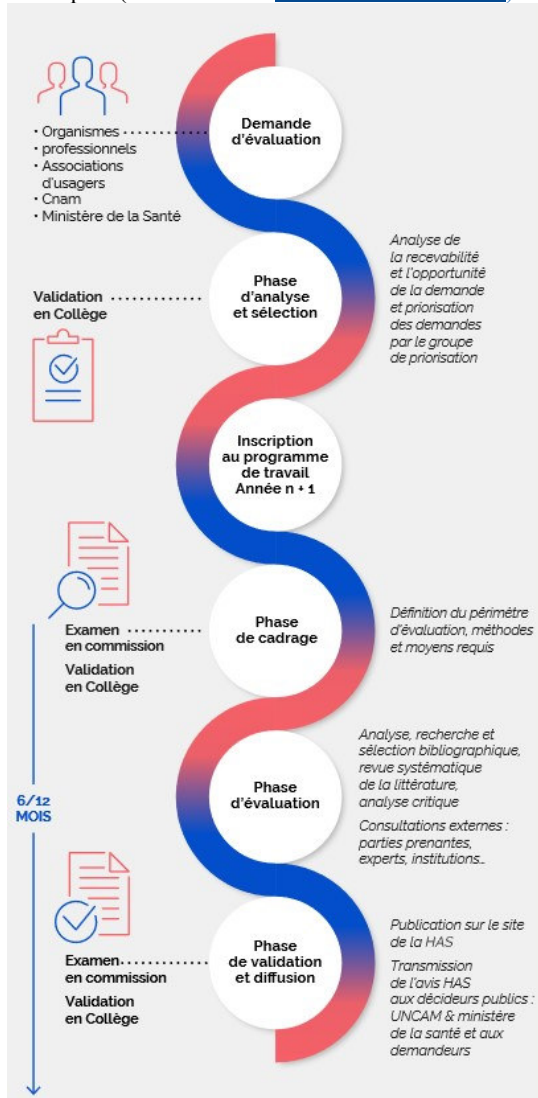 Demande
d'évaluation
• Organismes
• professionnels
• Associations
d'usagers
• Cnam
• Ministère de la Santé
Phase
d'analyse
et sélection
Validation
en Collège
Analyse de
la recevabilité
et l'opportunité
de la demande
et priorisation
des demandes
par le groupe
de priorisation
Inscription
au programme
de travail
Année n + 1
Phase
de cadrage
Examen
en commission
Validation
en Collège
Définition du périmètre
d'évaluation, méthodes
et moyens requis
6/12
MOIS
Phase
d'évaluation
Analyse, recherche et
sélection bibliographique,
revue systématique
de la littérature,
analyse critique
Consultations externes :
parties prenantes,
experts, institutions...
Phase
de validation
et diffusion
Examen
en commission
Validation
en Collège
Publication sur le site
de la HAS
Transmission
de l'avis HAS
aux décideurs publics :
UNCAM & ministère
de la santé et aux
demandeurs